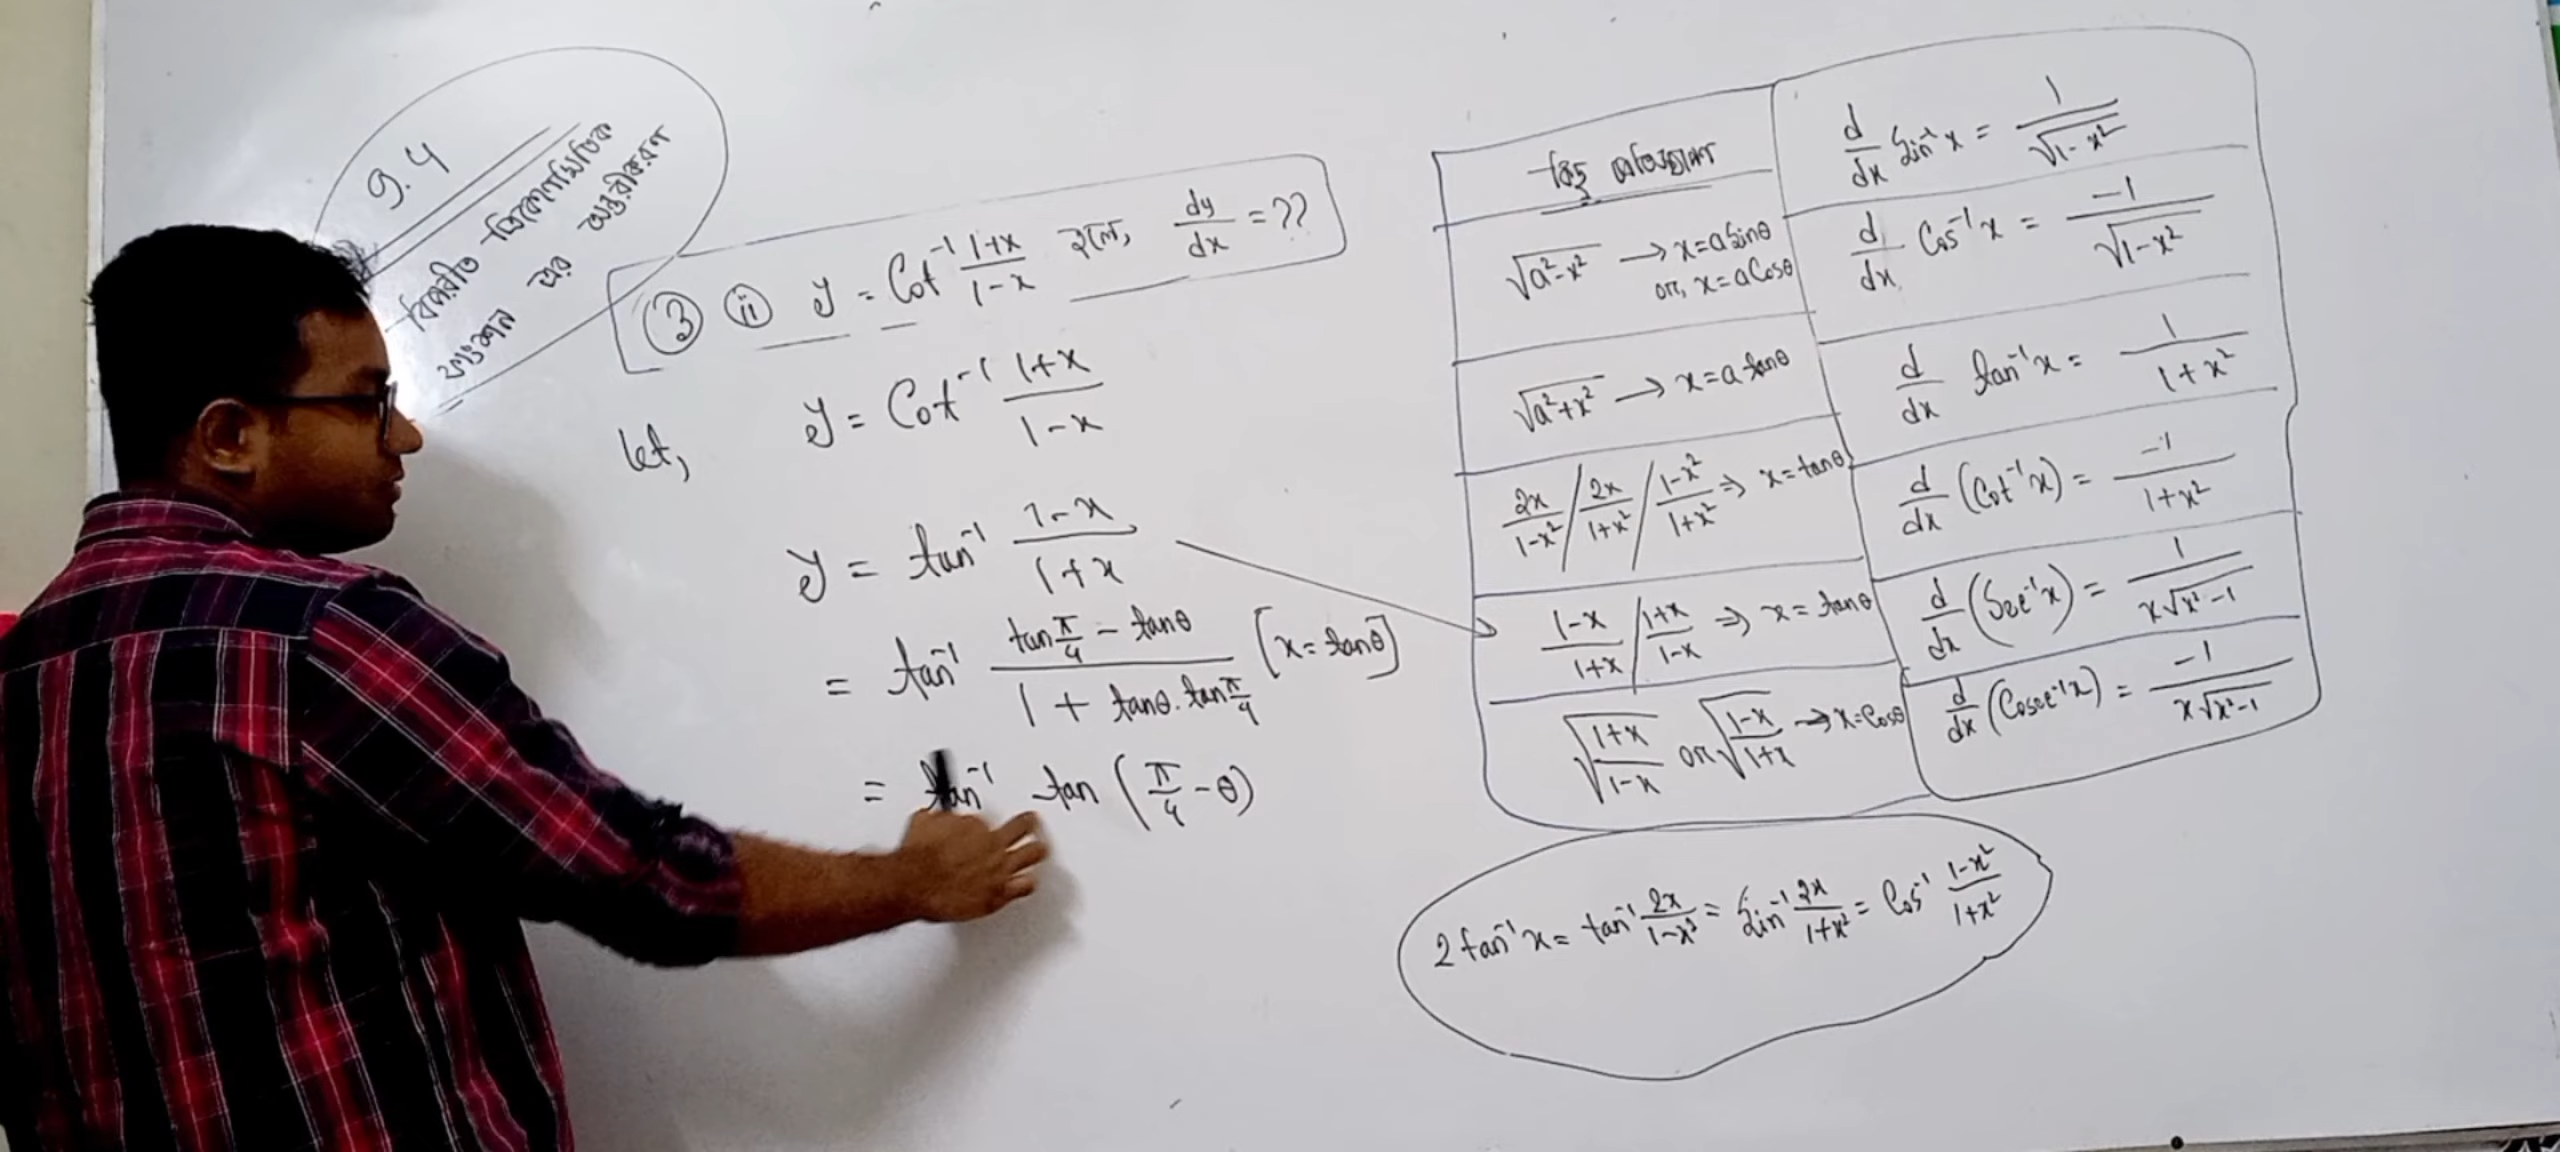 9.4
বিপরীত ত্রিকোণমিতিক
ফাংশন এর অন্তরীকরণ
③ ⅱ y = Cot⁻¹ (1+x)/(1-x) হলে, dy/dx = ??
let, y = Cot⁻¹ (1+x)/(1-x)
y = tan⁻¹ (1-x)/(1+x)
= tan⁻¹ (tan π/4 - tanθ)/(1 + tanθ.tan π/4) [x = tanθ]
= tan⁻¹ tan (π/4 - θ)
কিছু প্রতিস্থাপন
√(a²-x²) → x = a Sinθ
or, x = a Cosθ
√(a²+x²) → x = a tanθ
2x/(1-x²) / 2x/(1+x²) / (1-x²)/(1+x²) ⇒ x = tanθ
(1-x)/(1+x) / (1+x)/(1-x) ⇒ x = tanθ
√((1+x)/(1-x)) or √((1-x)/(1+x)) → x = Cosθ
d/dx Sin⁻¹x = 1/√(1-x²)
d/dx Cos⁻¹x = -1/√(1-x²)
d/dx tan⁻¹x = 1/(1+x²)
d/dx (Cot⁻¹x) = -1/(1+x²)
d/dx (Sec⁻¹x) = 1/(x√(x²-1))
d/dx (Cosec⁻¹x) = -1/(x√(x²-1))
2 tan⁻¹x = tan⁻¹ 2x/(1-x²) = Sin⁻¹ 2x/(1+x²) = Cos⁻¹ (1-x²)/(1+x²)